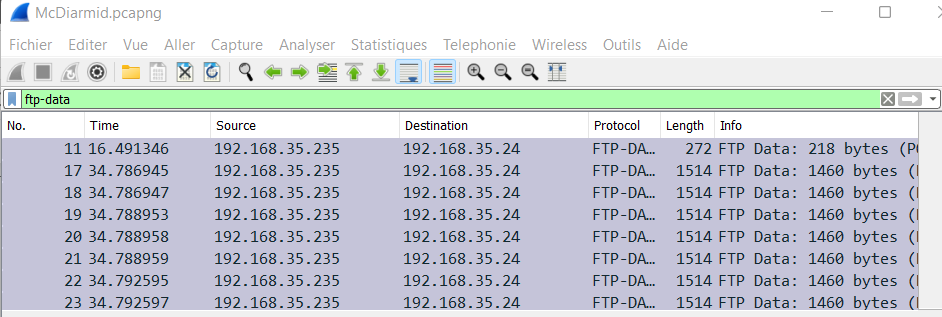 McDiarmid.pcapng
Fichier Editer Vue Aller Capture Analyser Statistiques Telephonie Wireless Outils Aide
ftp-data
No. Time Source Destination Protocol Length Info
11 16.491346 192.168.35.235 192.168.35.24 FTP-DA… 272 FTP Data: 218 bytes (P
17 34.786945 192.168.35.235 192.168.35.24 FTP-DA… 1514 FTP Data: 1460 bytes (
18 34.786947 192.168.35.235 192.168.35.24 FTP-DA… 1514 FTP Data: 1460 bytes (
19 34.788953 192.168.35.235 192.168.35.24 FTP-DA… 1514 FTP Data: 1460 bytes (
20 34.788958 192.168.35.235 192.168.35.24 FTP-DA… 1514 FTP Data: 1460 bytes (
21 34.788959 192.168.35.235 192.168.35.24 FTP-DA… 1514 FTP Data: 1460 bytes (
22 34.792595 192.168.35.235 192.168.35.24 FTP-DA… 1514 FTP Data: 1460 bytes (
23 34.792597 192.168.35.235 192.168.35.24 FTP-DA… 1514 FTP Data: 1460 bytes (